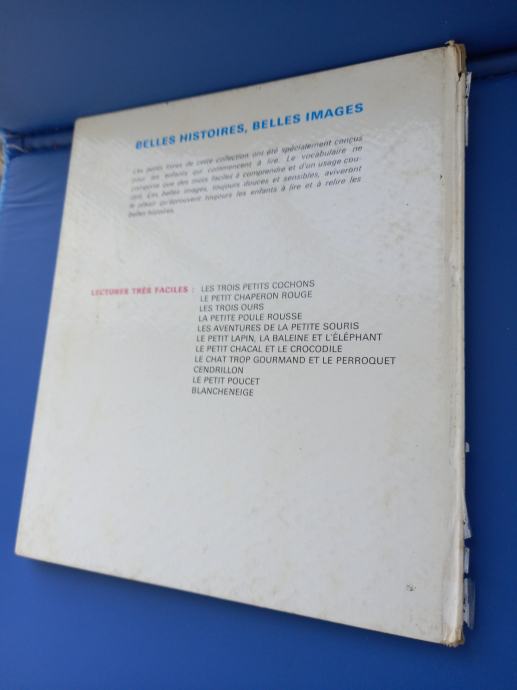 BELLES HISTOIRES, BELLES IMAGES
Les petits livres de cette collection ont été spécialement conçus
pour les enfants qui commencent à lire. Le vocabulaire ne
comporte que des mots faciles à comprendre et d'un usage cou-
rant. Les belles images, toujours douces et sensibles, aviveront
le plaisir qu'éprouvent toujours les enfants à lire et à relire les
belles histoires.
LECTURES TRÈS FACILES : LES TROIS PETITS COCHONS
LE PETIT CHAPERON ROUGE
LES TROIS OURS
LA PETITE POULE ROUSSE
LES AVENTURES DE LA PETITE SOURIS
LE PETIT LAPIN, LA BALEINE ET L'ÉLÉPHANT
LE PETIT CHACAL ET LE CROCODILE
LE CHAT TROP GOURMAND ET LE PERROQUET
CENDRILLON
LE PETIT POUCET
BLANCHENEIGE